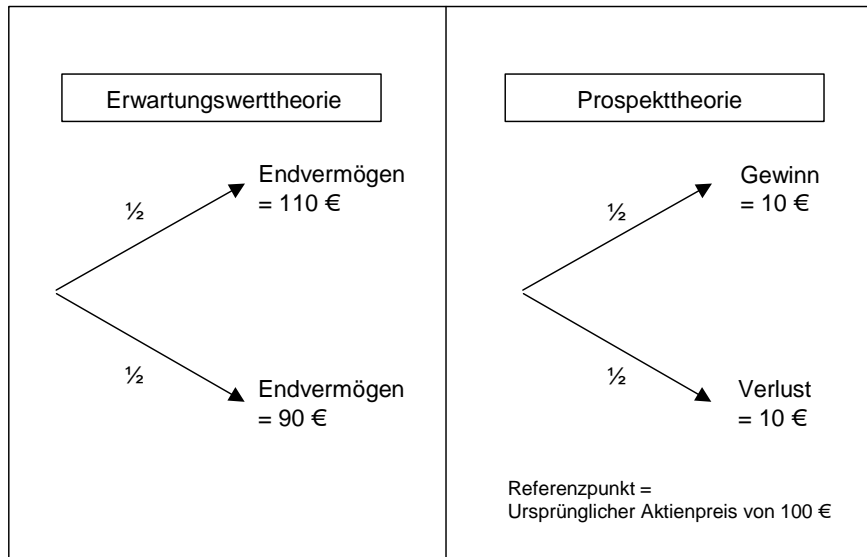 Erwartungswerttheorie
Endvermögen
= 110 €
½
½
Endvermögen
= 90 €
Prospekttheorie
Gewinn
= 10 €
½
½
Verlust
= 10 €
Referenzpunkt =
Ursprünglicher Aktienpreis von 100 €